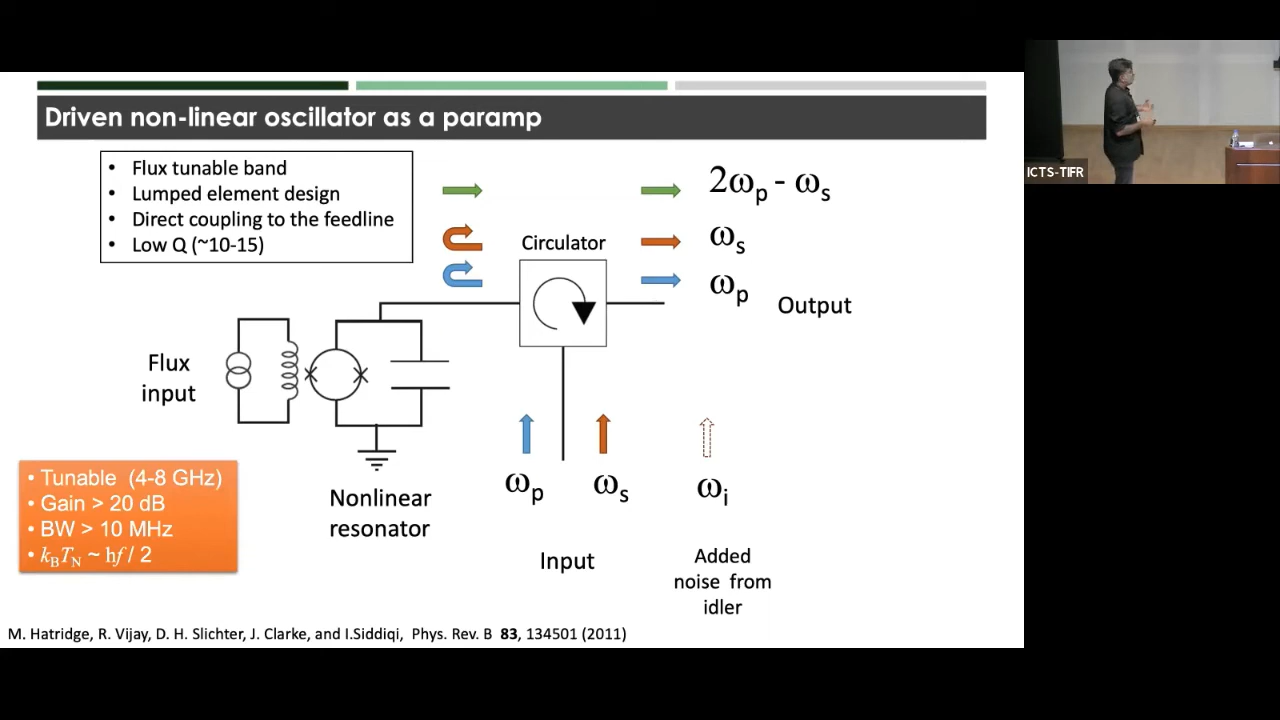 Driven non-linear oscillator as a paramp
• Flux tunable band
• Lumped element design
• Direct coupling to the feedline
• Low Q (~10-15)
2ωp - ωs
ωs
ωp
Output
Circulator
Flux
input
Nonlinear
resonator
ωp
ωs
ωi
Input
Added
noise from
idler
• Tunable (4-8 GHz)
• Gain > 20 dB
• BW > 10 MHz
• kBTN ~ hf / 2
M. Hatridge, R. Vijay, D. H. Slichter, J. Clarke, and I.Siddiqi, Phys. Rev. B 83, 134501 (2011)
ICTS-TIFR